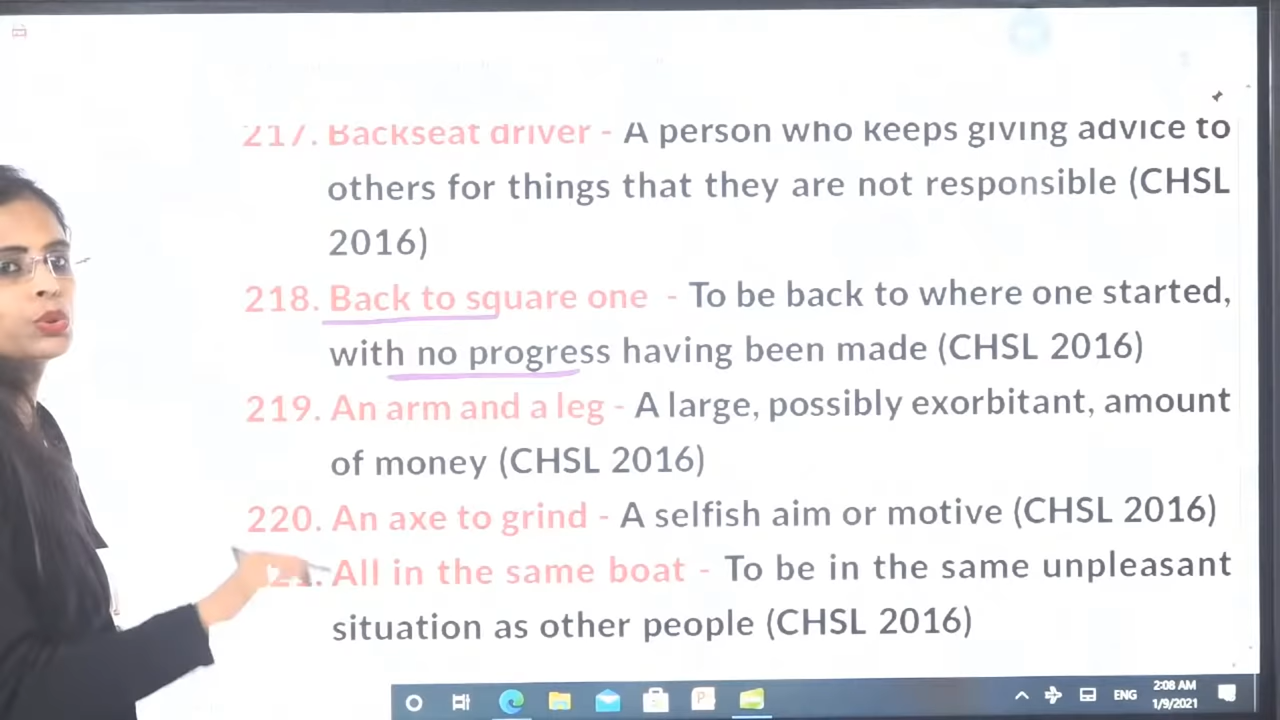 217. Backseat driver - A person who keeps giving advice to
others for things that they are not responsible (CHSL
2016)
218. Back to square one - To be back to where one started,
with no progress having been made (CHSL 2016)
219. An arm and a leg - A large, possibly exorbitant, amount
of money (CHSL 2016)
220. An axe to grind - A selfish aim or motive (CHSL 2016)
All in the same boat - To be in the same unpleasant
situation as other people (CHSL 2016)
ENG
2:08 AM
1/9/2021